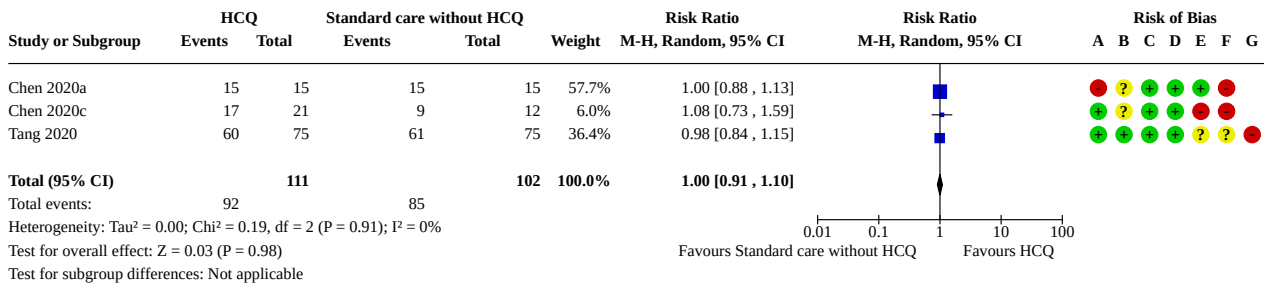 HCQ Standard care without HCQ Risk Ratio Risk Ratio Risk of Bias
Study or Subgroup Events Total Events Total Weight M-H, Random, 95% CI M-H, Random, 95% CI A B C D E F G
Chen 2020a 15 15 15 15 57.7% 1.00 [0.88 , 1.13] - ? + + + -
Chen 2020c 17 21 9 12 6.0% 1.08 [0.73 , 1.59] + ? + + - -
Tang 2020 60 75 61 75 36.4% 0.98 [0.84 , 1.15] + + + + ? ? -
Total (95% CI) 111 102 100.0% 1.00 [0.91 , 1.10]
Total events: 92 85
Heterogeneity: Tau² = 0.00; Chi² = 0.19, df = 2 (P = 0.91); I² = 0%
0.01 0.1 1 10 100
Test for overall effect: Z = 0.03 (P = 0.98)
Favours Standard care without HCQ Favours HCQ
Test for subgroup differences: Not applicable